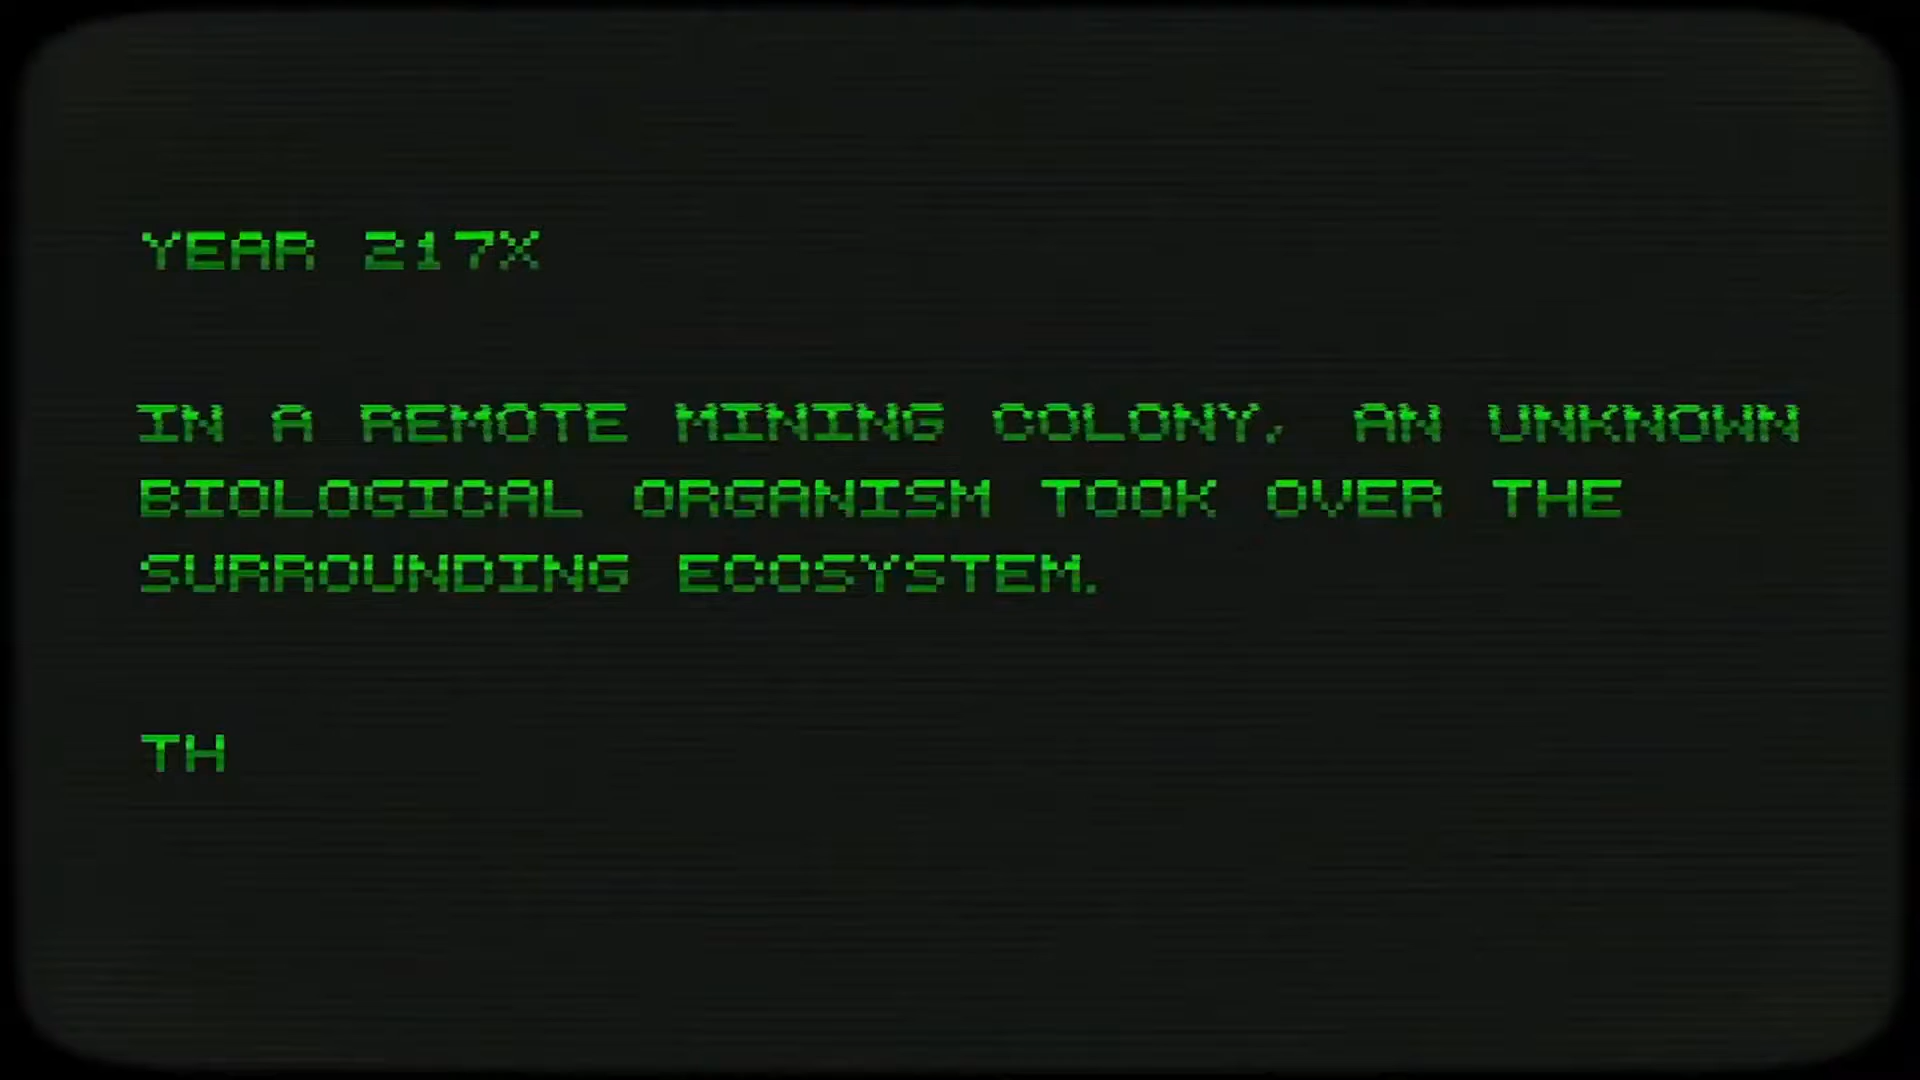 YEAR 217X
IN A REMOTE MINING COLONY, AN UNKNOWN
BIOLOGICAL ORGANISM TOOK OVER THE
SURROUNDING ECOSYSTEM.
TH